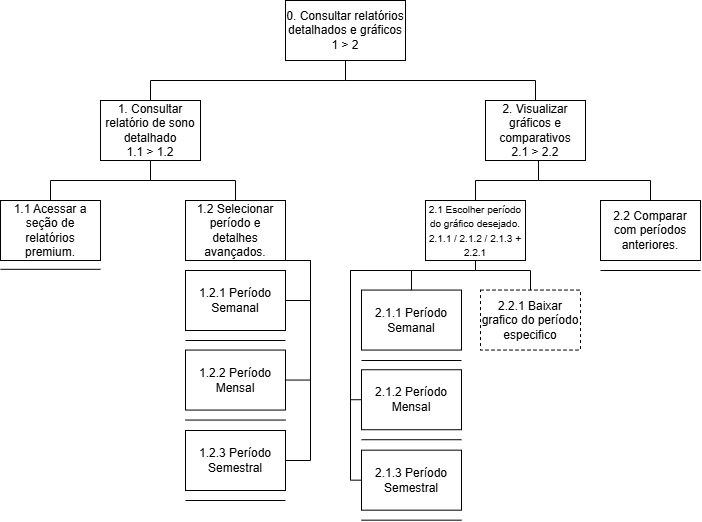 0. Consultar relatórios
detalhados e gráficos
1 > 2
1. Consultar
relatório de sono
detalhado
1.1 > 1.2
2. Visualizar
gráficos e
comparativos
2.1 > 2.2
1.1 Acessar a
seção de
relatórios
premium.
1.2 Selecionar
período e
detalhes
avançados.
2.1 Escolher período
do gráfico desejado.
2.1.1 / 2.1.2 / 2.1.3 +
2.2.1
2.2 Comparar
com períodos
anteriores.
1.2.1 Período
Semanal
1.2.2 Período
Mensal
1.2.3 Período
Semestral
2.1.1 Período
Semanal
2.1.2 Período
Mensal
2.1.3 Período
Semestral
2.2.1 Baixar
grafico do período
especifico